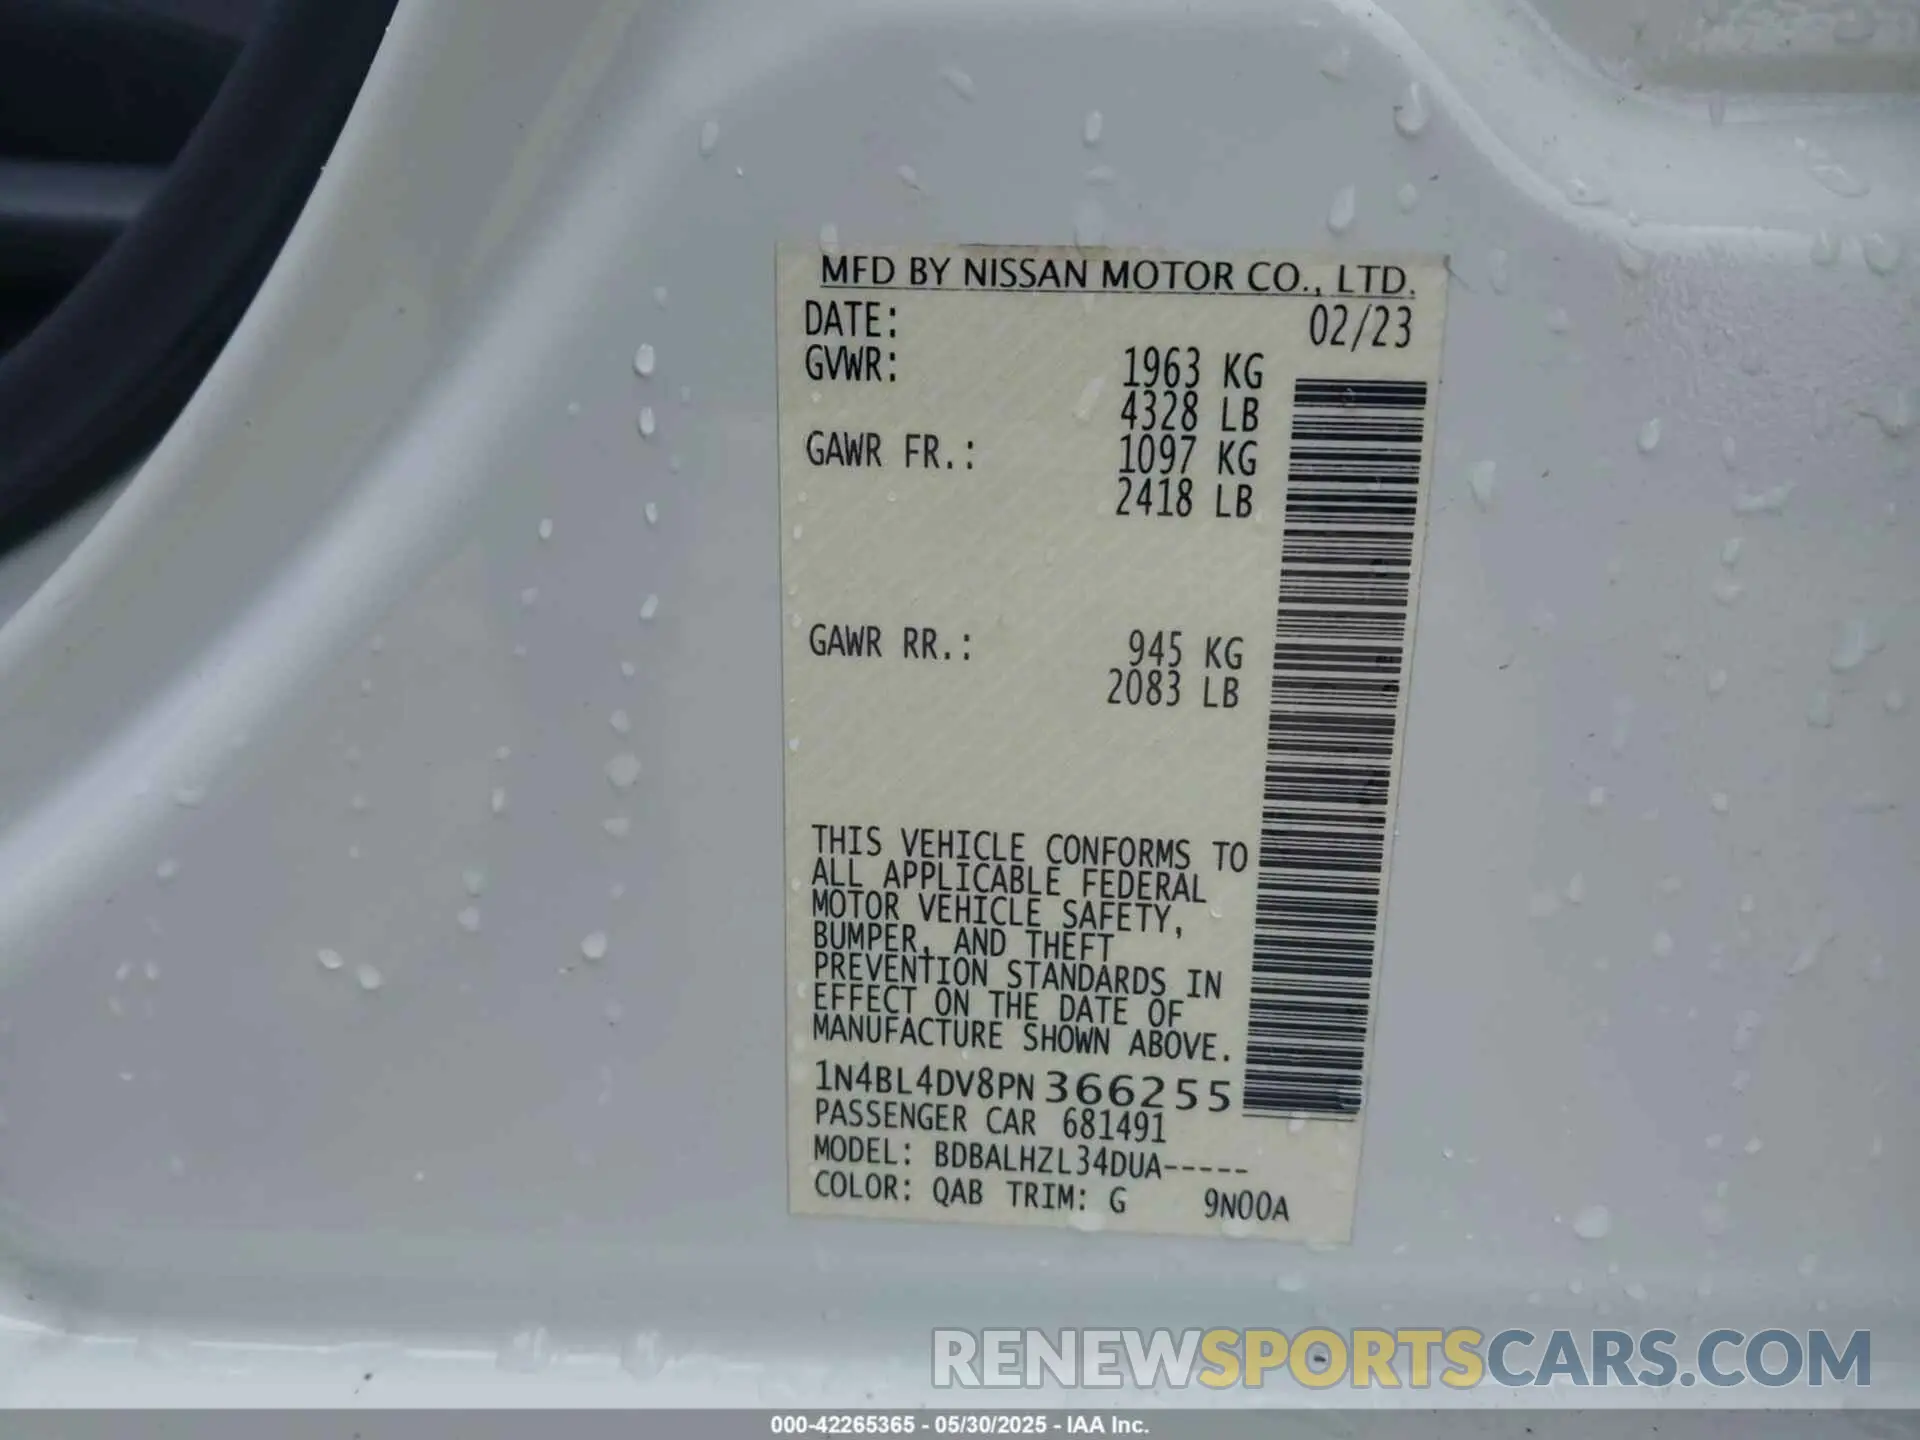 MFD BY NISSAN MOTOR CO., LTD.
DATE: 02/23
GVWR: 1963 KG
4328 LB
GAWR FR.: 1097 KG
2418 LB
GAWR RR.: 945 KG
2083 LB
THIS VEHICLE CONFORMS TO
ALL APPLICABLE FEDERAL
MOTOR VEHICLE SAFETY,
BUMPER, AND THEFT
PREVENTION STANDARDS IN
EFFECT ON THE DATE OF
MANUFACTURE SHOWN ABOVE.
1N4BL4DV8PN366255
PASSENGER CAR 681491
MODEL: BDBALHZL34DUA-----
COLOR: QAB TRIM: G 9N00A
RENEWSPORTSCARS.COM
000-42265365 - 05/30/2025 - IAA Inc.